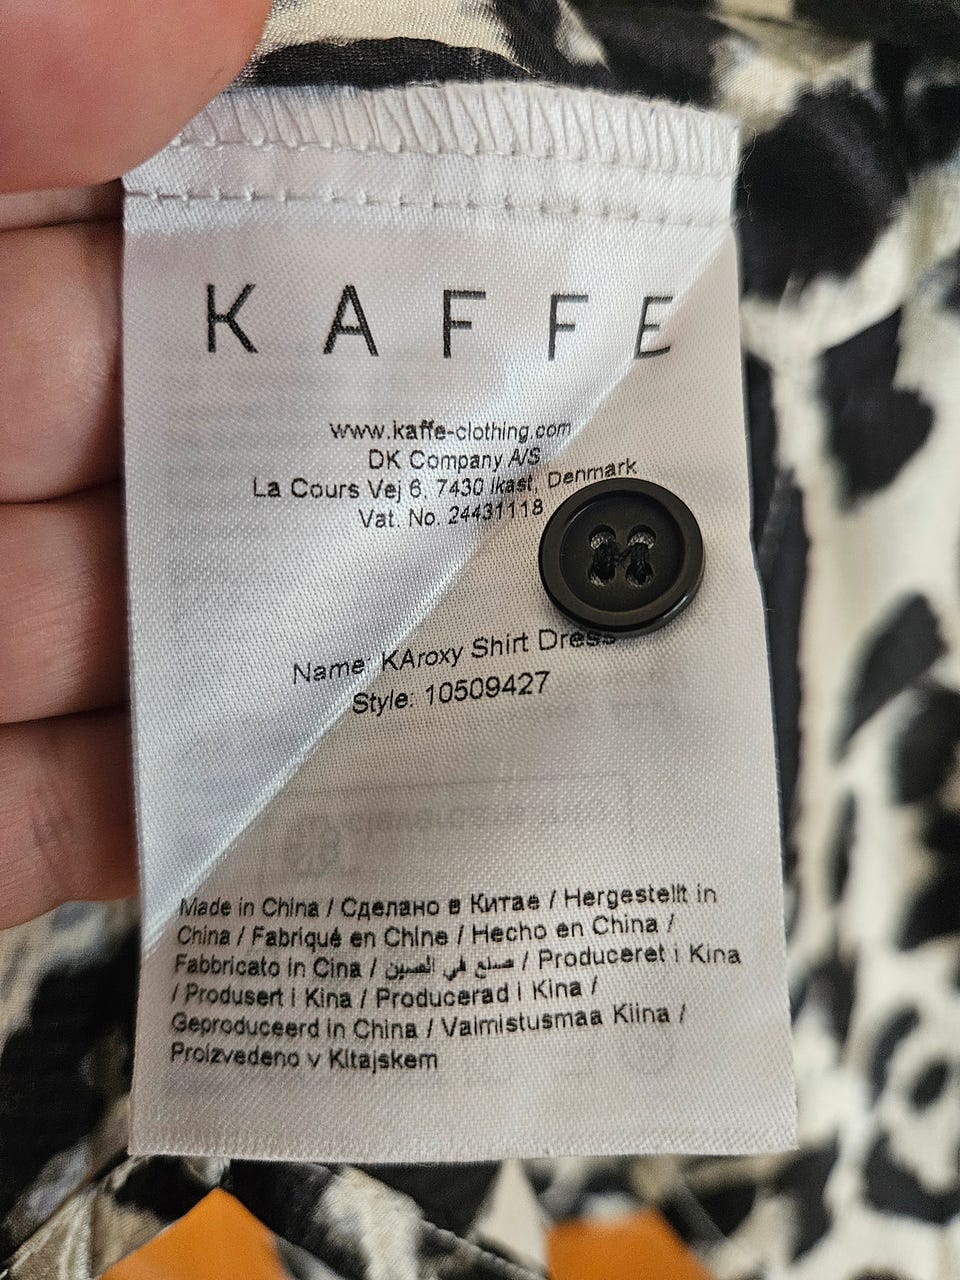 KAFFE
www.kaffe-clothing.com
DK Company A/S
La Cours Vej 6, 7430 Ikast, Denmark
Vat. No. 24431118
Name: KAroxy Shirt Dress
Style: 10509427
Made in China / Сделано в Китае / Hergestellt in
China / Fabriqué en Chine / Hecho en China /
Fabbricato in Cina / صنع في الصين / Produceret i Kina
/ Produsert i Kina / Producerad i Kina /
Geproduceerd in China / Valmistusmaa Kiina /
Proizvedeno v Kitajskem